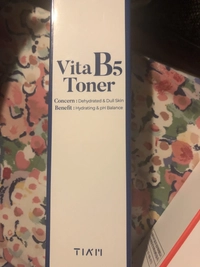 Vita B5
Toner
Concern | Dehydrated & Dull Skin
Benefit | Hydrating & pH Balance
TIA'M